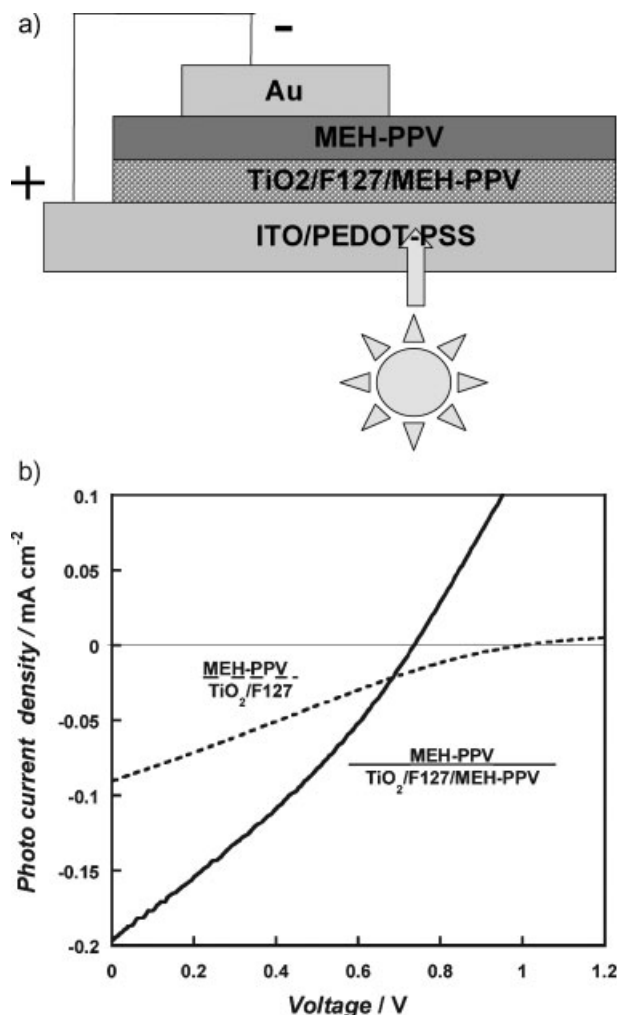 a)
-
Au
MEH-PPV
+
TiO2/F127/MEH-PPV
ITO/PEDOT-PSS
b)
0.1
0.05
0
-0.05
-0.1
-0.15
-0.2
Photo current density / mA cm⁻²
MEH-PPV
TiO₂/F127
MEH-PPV
TiO₂/F127/MEH-PPV
0 0.2 0.4 0.6 0.8 1 1.2
Voltage / V